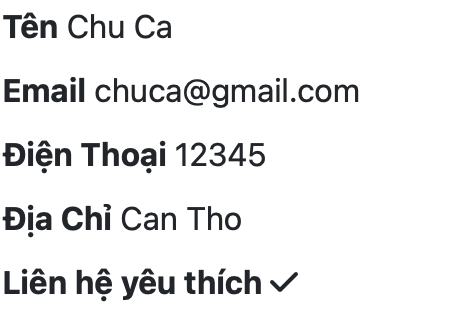 Tên Chu Ca
Email chuca@gmail.com
Điện Thoại 12345
Địa Chỉ Can Tho
Liên hệ yêu thích ✓